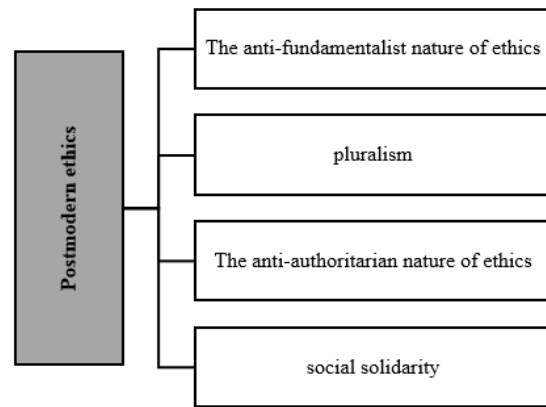 Postmodern ethics
The anti-fundamentalist nature of ethics
pluralism
The anti-authoritarian nature of ethics
social solidarity